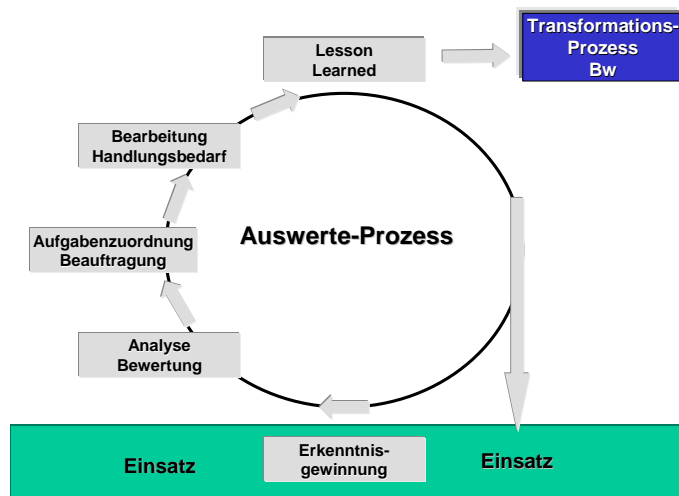 Lesson
Learned
Transformations-
Prozess
Bw
Bearbeitung
Handlungsbedarf
Aufgabenzuordnung
Beauftragung
Auswerte-Prozess
Analyse
Bewertung
Einsatz
Erkenntnis-
gewinnung
Einsatz